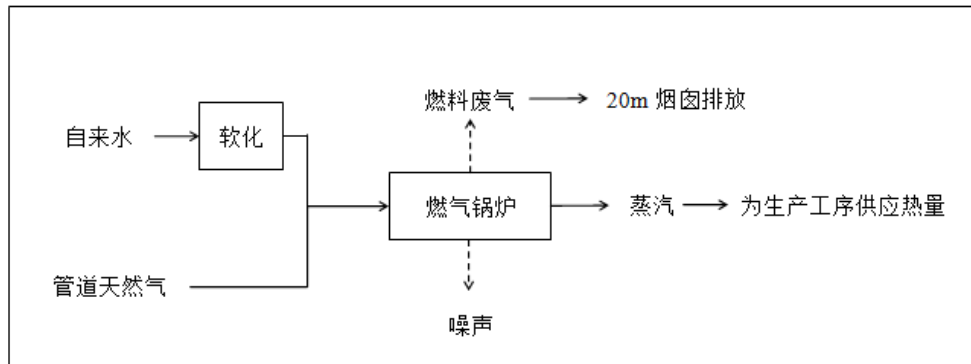 燃料废气
20m 烟囱排放
自来水
软化
燃气锅炉
蒸汽
为生产工序供应热量
管道天然气
噪声